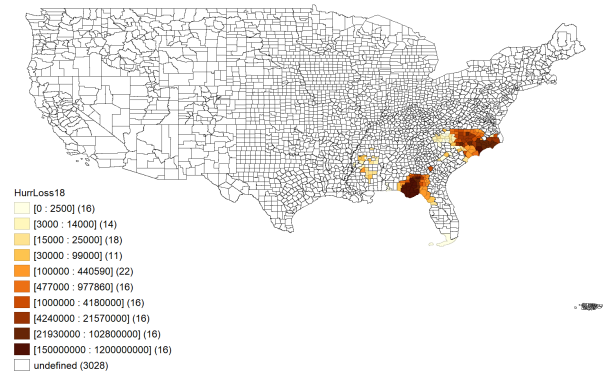 HurrLoss18
[0 : 2500] (16)
[3000 : 14000] (14)
[15000 : 25000] (18)
[30000 : 99000] (11)
[100000 : 440590] (22)
[477000 : 977860] (16)
[1000000 : 4180000] (16)
[4240000 : 21570000] (16)
[21930000 : 102800000] (16)
[150000000 : 1200000000] (16)
undefined (3028)